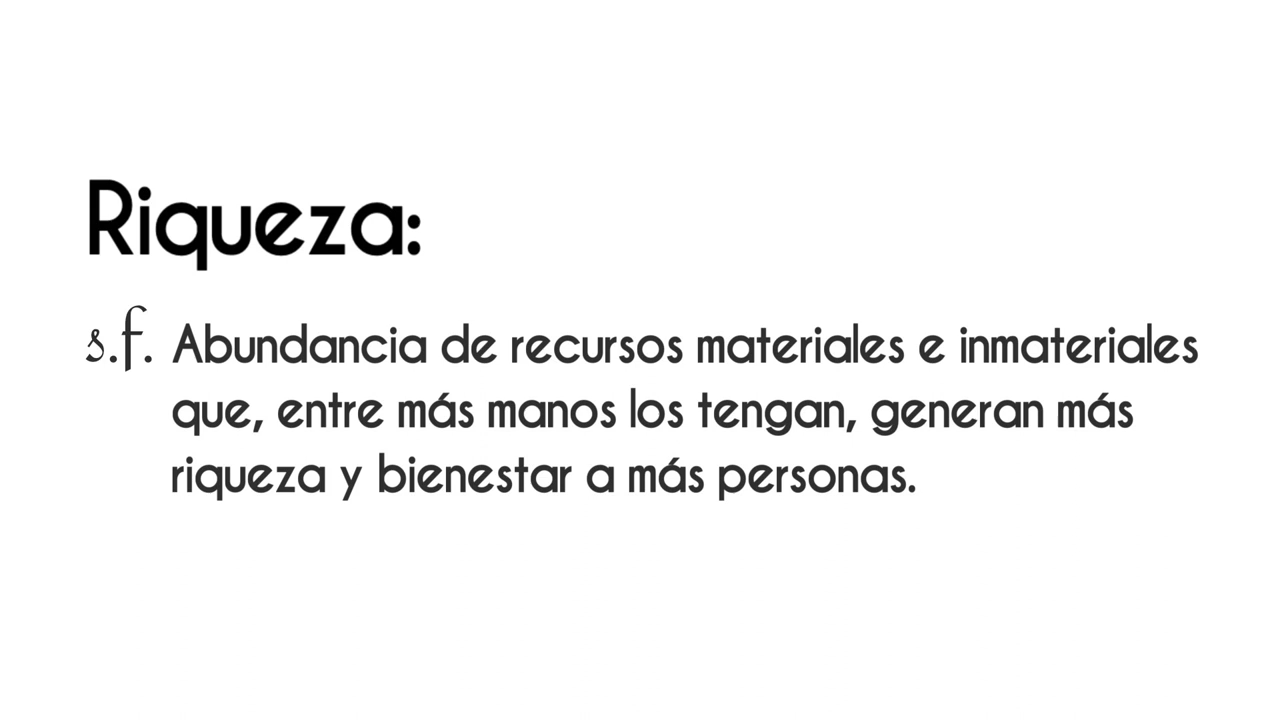 Riqueza:
s.f. Abundancia de recursos materiales e inmateriales
que, entre más manos los tengan, generan más
riqueza y bienestar a más personas.